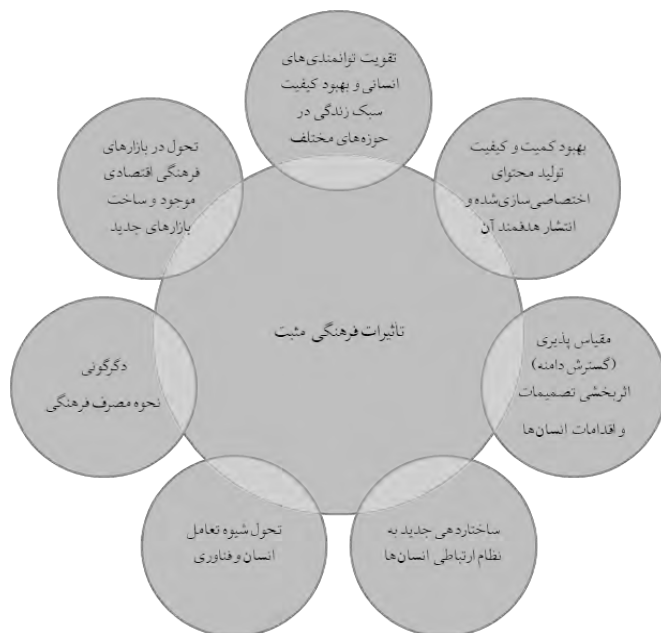 تقویت توانمندی‌های
انسانی و بهبود کیفیت
سبک زندگی در
حوزه‌های مختلف
بهبود کمیت و کیفیت
تولید محتوای
اختصاصی‌سازی‌شده و
انتشار هدفمند آن
مقیاس پذیری
(گسترش دامنه)
اثربخشی تصمیمات
و اقدامات انسان‌ها
ساختاردهی جدید به
نظام ارتباطی انسان‌ها
تحول شیوه تعامل
انسان و فناوری
دگرگونی
نحوه مصرف فرهنگی
تحول در بازارهای
فرهنگی اقتصادی
موجود و ساخت
بازارهای جدید
تأثیرات فرهنگی مثبت